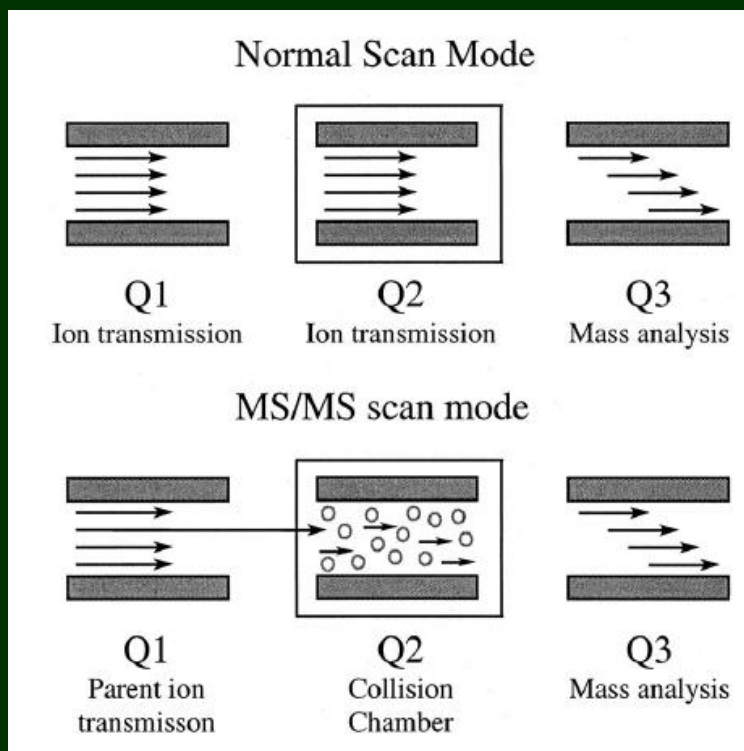 Normal Scan Mode
Q1 Q2 Q3
Ion transmission Ion transmission Mass analysis
MS/MS scan mode
Q1 Q2 Q3
Parent ion Collision Mass analysis
transmisson Chamber